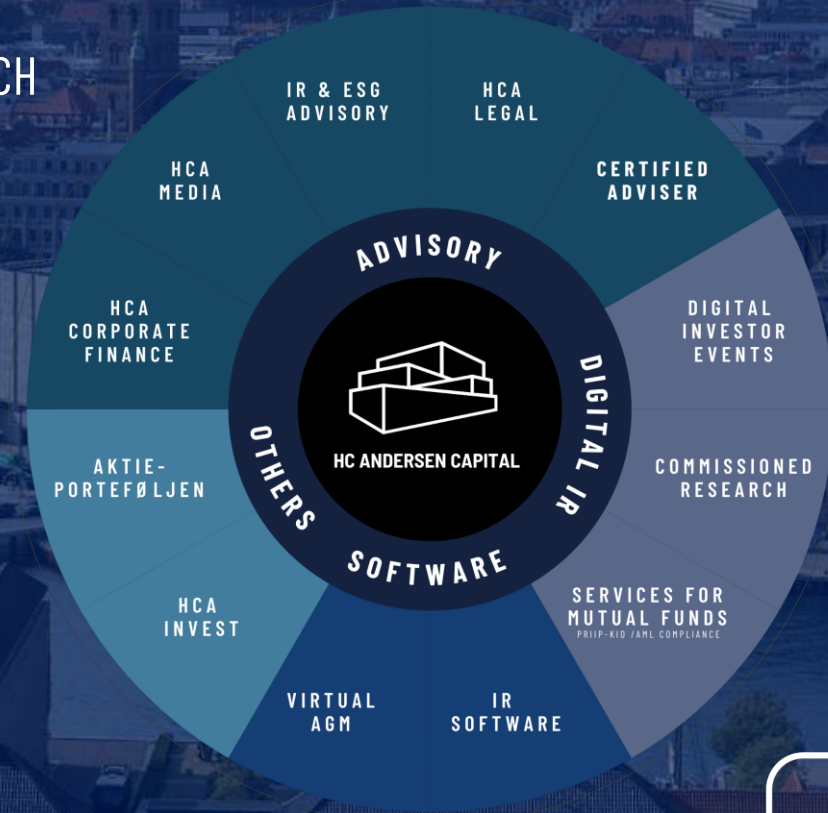 CH
IR & ESG
ADVISORY
HCA
LEGAL
CERTIFIED
ADVISER
DIGITAL
INVESTOR
EVENTS
COMMISSIONED
RESEARCH
SERVICES FOR
MUTUAL FUNDS
PRIIP-KID /AML COMPLIANCE
IR
SOFTWARE
VIRTUAL
AGM
HCA
INVEST
AKTIE-
PORTEFØLJEN
HCA
CORPORATE
FINANCE
HCA
MEDIA
ADVISORY
DIGITAL IR
SOFTWARE
OTHERS
HC ANDERSEN CAPITAL